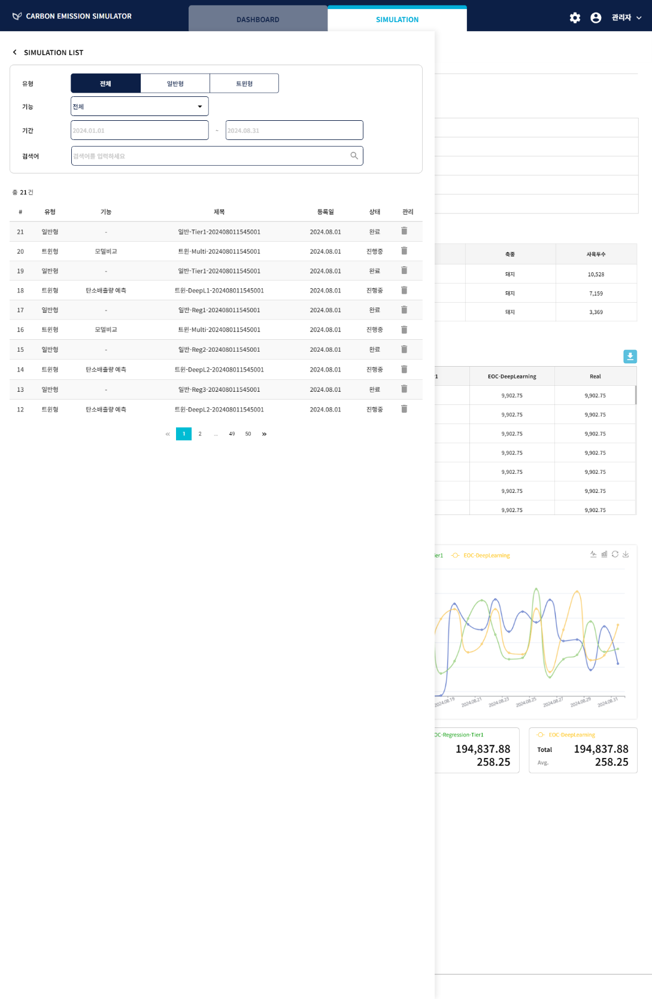 CARBON EMISSION SIMULATOR
DASHBOARD
SIMULATION
관리자
SIMULATION LIST
유형 전체 일반형 트윈형
기능 전체
기간 2024.01.01 ~ 2024.08.31
검색어 검색어를 입력하세요
총 21 건
# 유형 기능 제목 등록일 상태 관리
21 일반형 - 일반-Tier1-202408011545001 2024.08.01 완료
20 트윈형 모델비교 트윈-Multi-202408011545001 2024.08.01 진행중
19 일반형 - 일반-Tier1-202408011545001 2024.08.01 완료
18 트윈형 탄소배출량 예측 트윈-DeepL1-202408011545001 2024.08.01 진행중
17 일반형 - 일반-Reg1-202408011545001 2024.08.01 완료
16 트윈형 모델비교 트윈-Multi-202408011545001 2024.08.01 진행중
15 일반형 - 일반-Reg2-202408011545001 2024.08.01 완료
14 트윈형 탄소배출량 예측 트윈-DeepL2-202408011545001 2024.08.01 진행중
13 일반형 - 일반-Reg3-202408011545001 2024.08.01 완료
12 트윈형 탄소배출량 예측 트윈-DeepL2-202408011545001 2024.08.01 진행중
« 1 2 ... 49 50 »
축종 사육두수
돼지 10,528
돼지 7,159
돼지 3,369
1 EOC-DeepLearning Real
9,902.75 9,902.75
9,902.75 9,902.75
9,902.75 9,902.75
9,902.75 9,902.75
9,902.75 9,902.75
9,902.75 9,902.75
9,902.75 9,902.75
ier1 EOC-DeepLearning
2024.08.19 2024.08.21 2024.08.23 2024.08.25 2024.08.27 2024.08.29 2024.08.31
OC-Regression-Tier1
194,837.88
258.25
EOC-DeepLearning
Total 194,837.88
Avg. 258.25